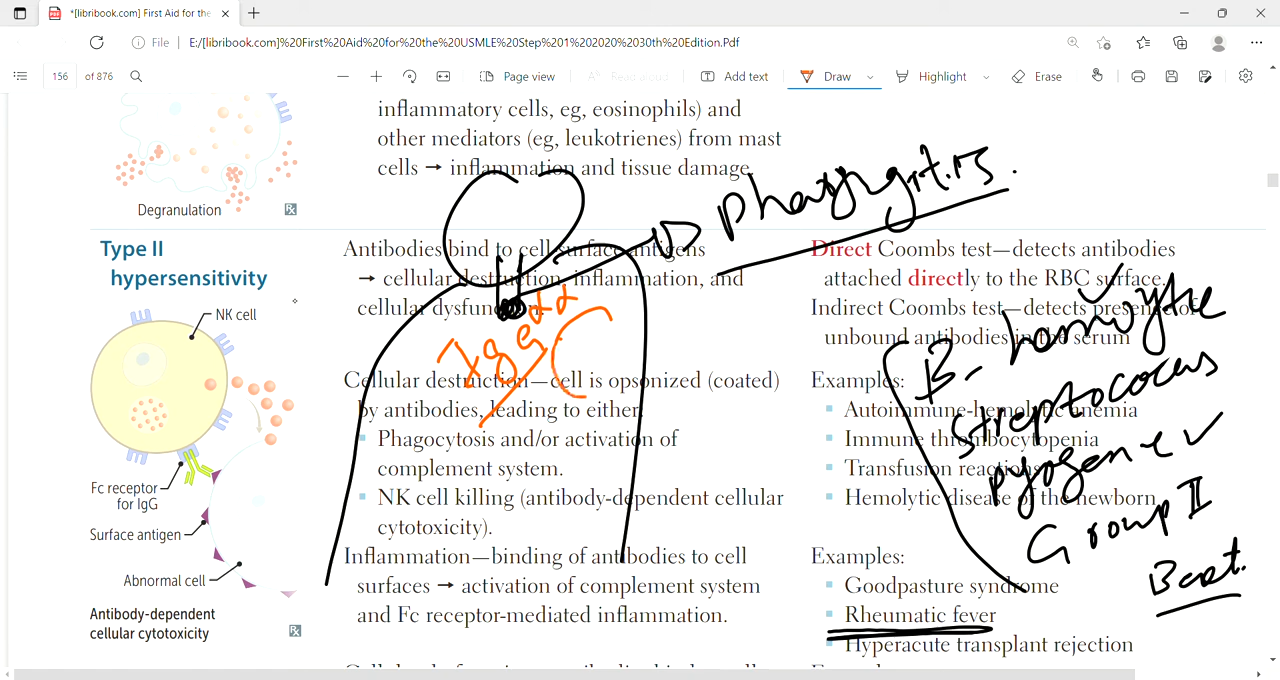 *[libribook.com] First Aid for the
File
E:/[libribook.com]%20First%20Aid%20for%20the%20USMLE%20Step%201%202020%2030th%20Edition.Pdf
156 of 876
Page view
Read aloud
Add text
Draw
Highlight
Erase
inflammatory cells, eg, eosinophils) and
other mediators (eg, leukotrienes) from mast
cells → inflammation and tissue damage.
Degranulation
Type II
hypersensitivity
NK cell
Fc receptor
for IgG
Surface antigen
Abnormal cell
Antibody-dependent
cellular cytotoxicity
Antibodies bind to cell surface antigens
→ cellular destruction, inflammation, and
cellular dysfunction.
Cellular destruction—cell is opsonized (coated)
by antibodies, leading to either:
Phagocytosis and/or activation of
complement system.
NK cell killing (antibody-dependent cellular
cytotoxicity).
Inflammation—binding of antibodies to cell
surfaces → activation of complement system
and Fc receptor-mediated inflammation.
Direct Coombs test—detects antibodies
attached directly to the RBC surface.
Indirect Coombs test—detects presence of
unbound antibodies in the serum
Examples:
Autoimmune-hemolytic anemia
Immune thrombocytopenia
Transfusion reactions
Hemolytic disease of the newborn
Examples:
Goodpasture syndrome
Rheumatic fever
Hyperacute transplant rejection
streptococcus
Group II